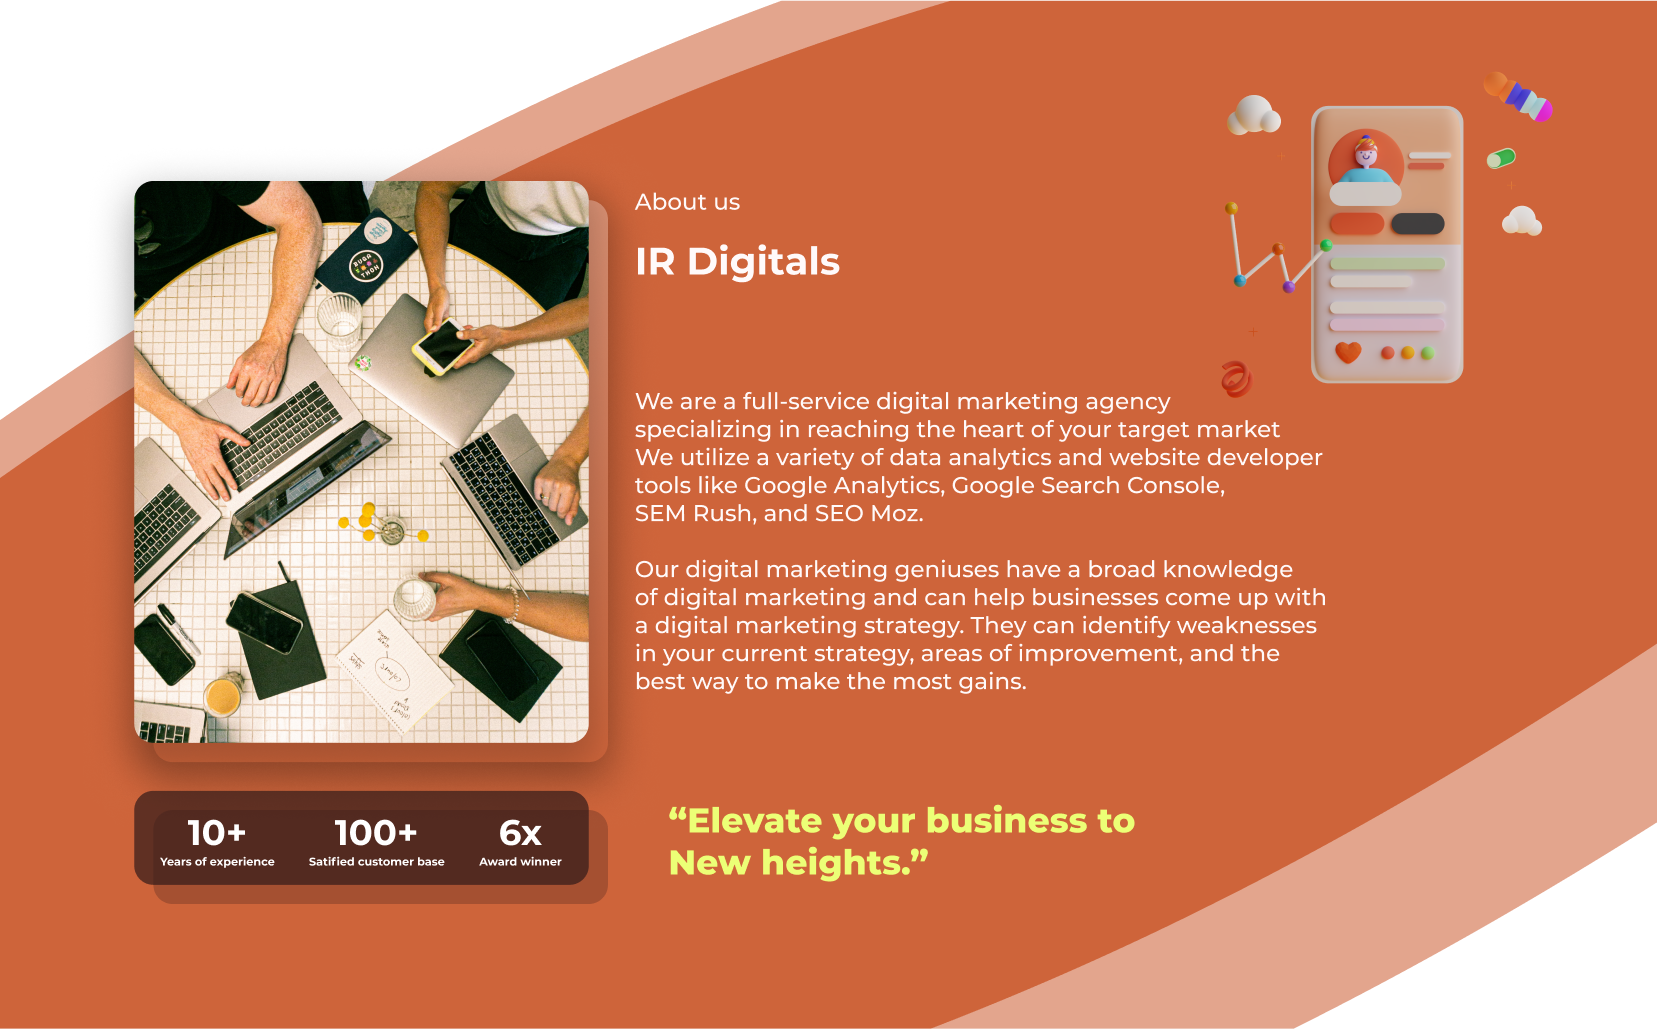 About us
IR Digitals
We are a full-service digital marketing agency
specializing in reaching the heart of your target market
We utilize a variety of data analytics and website developer
tools like Google Analytics, Google Search Console,
SEM Rush, and SEO Moz.
Our digital marketing geniuses have a broad knowledge
of digital marketing and can help businesses come up with
a digital marketing strategy. They can identify weaknesses
in your current strategy, areas of improvement, and the
best way to make the most gains.
10+
Years of experience
100+
Satified customer base
6x
Award winner
“Elevate your business to
New heights.”